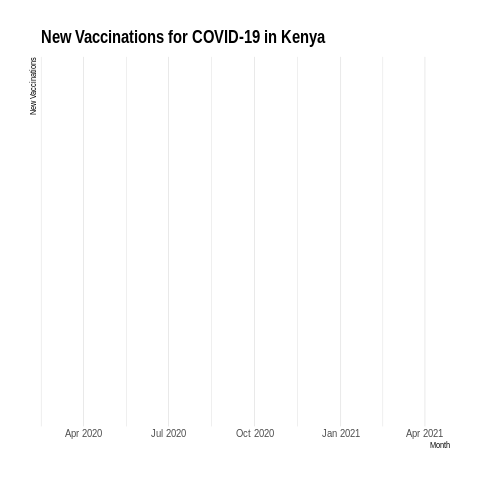 New Vaccinations for COVID-19 in Kenya
New Vaccinations
Apr 2020 Jul 2020 Oct 2020 Jan 2021 Apr 2021
Month